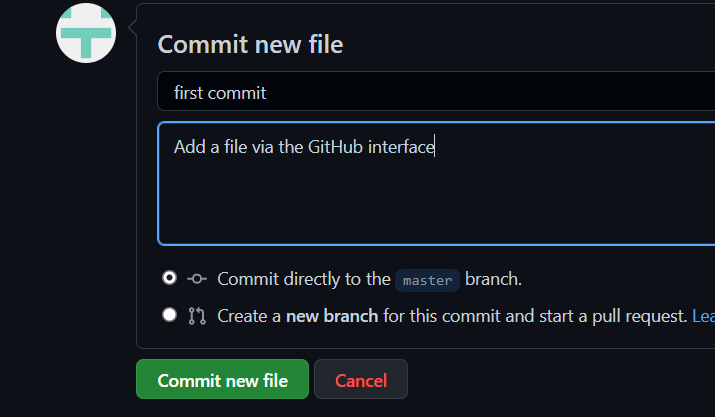 Commit new file
first commit
Add a file via the GitHub interface
Commit directly to the master branch.
Create a new branch for this commit and start a pull request. Lea
Commit new file Cancel